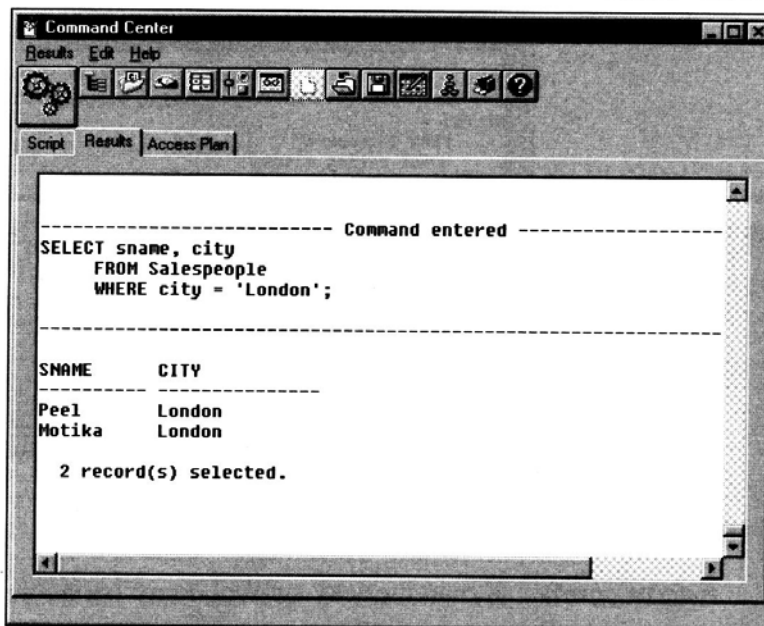 Command Center
Results Edit Help
Script Results Access Plan
--------------------------- Command entered -------------------
SELECT sname, city
FROM Salespeople
WHERE city = 'London';
---------------------------------------------------------------
SNAME CITY
---------- ---------------
Peel London
Motika London
2 record(s) selected.